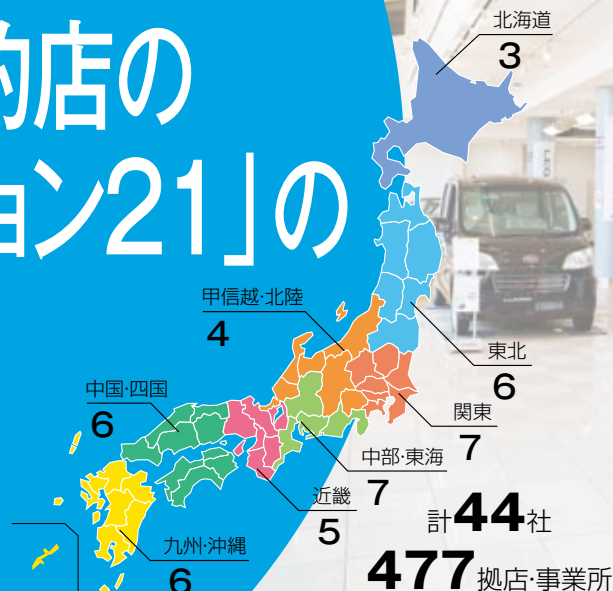 約店の
ョン21」の
北海道
3
甲信越・北陸
4
東北
6
中国・四国
6
関東
7
中部・東海
7
近畿
5
計44社
九州・沖縄
6
477拠点・事業所